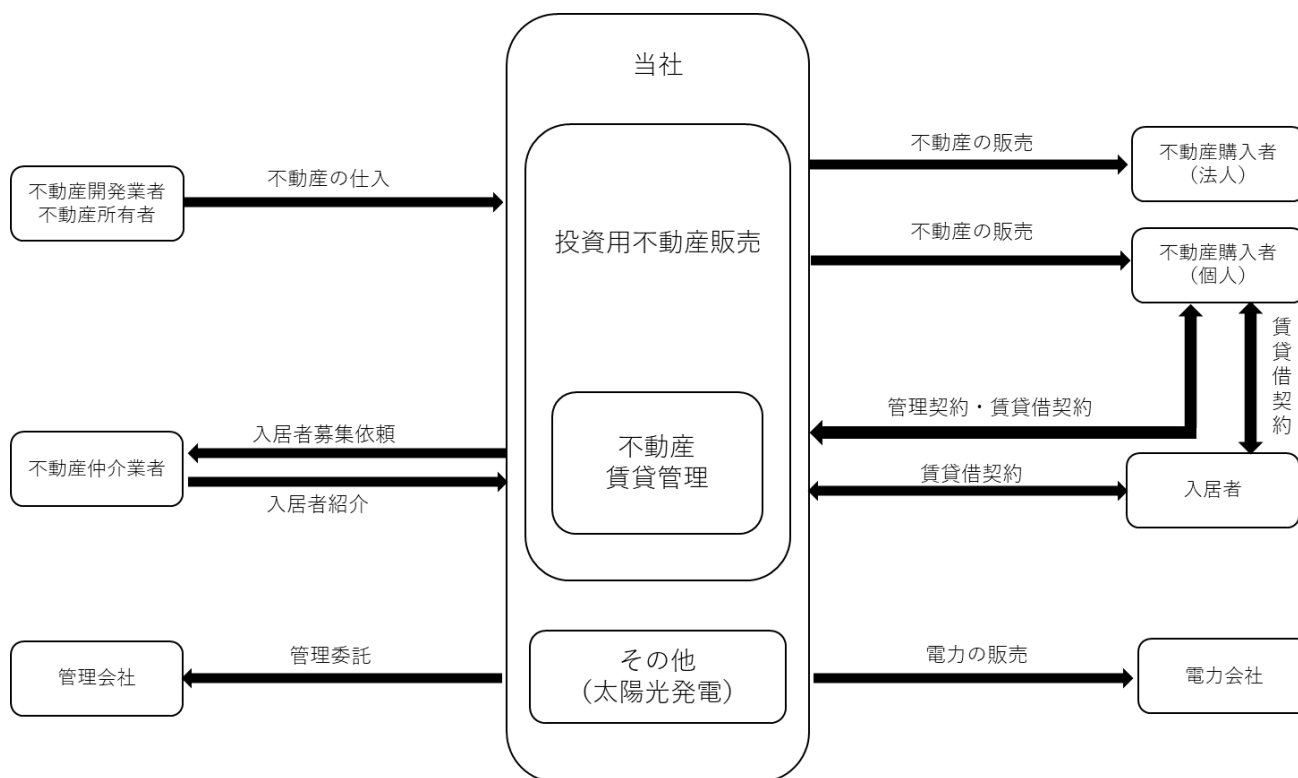 当社
不動産の販売
不動産購入者
（法人）
不動産開発業者
不動産所有者
不動産の仕入
投資用不動産販売
不動産の販売
不動産購入者
（個人）
賃貸借契約
管理契約・賃貸借契約
不動産仲介業者
入居者募集依頼
入居者紹介
不動産
賃貸管理
賃貸借契約
入居者
管理会社
管理委託
その他
（太陽光発電）
電力の販売
電力会社